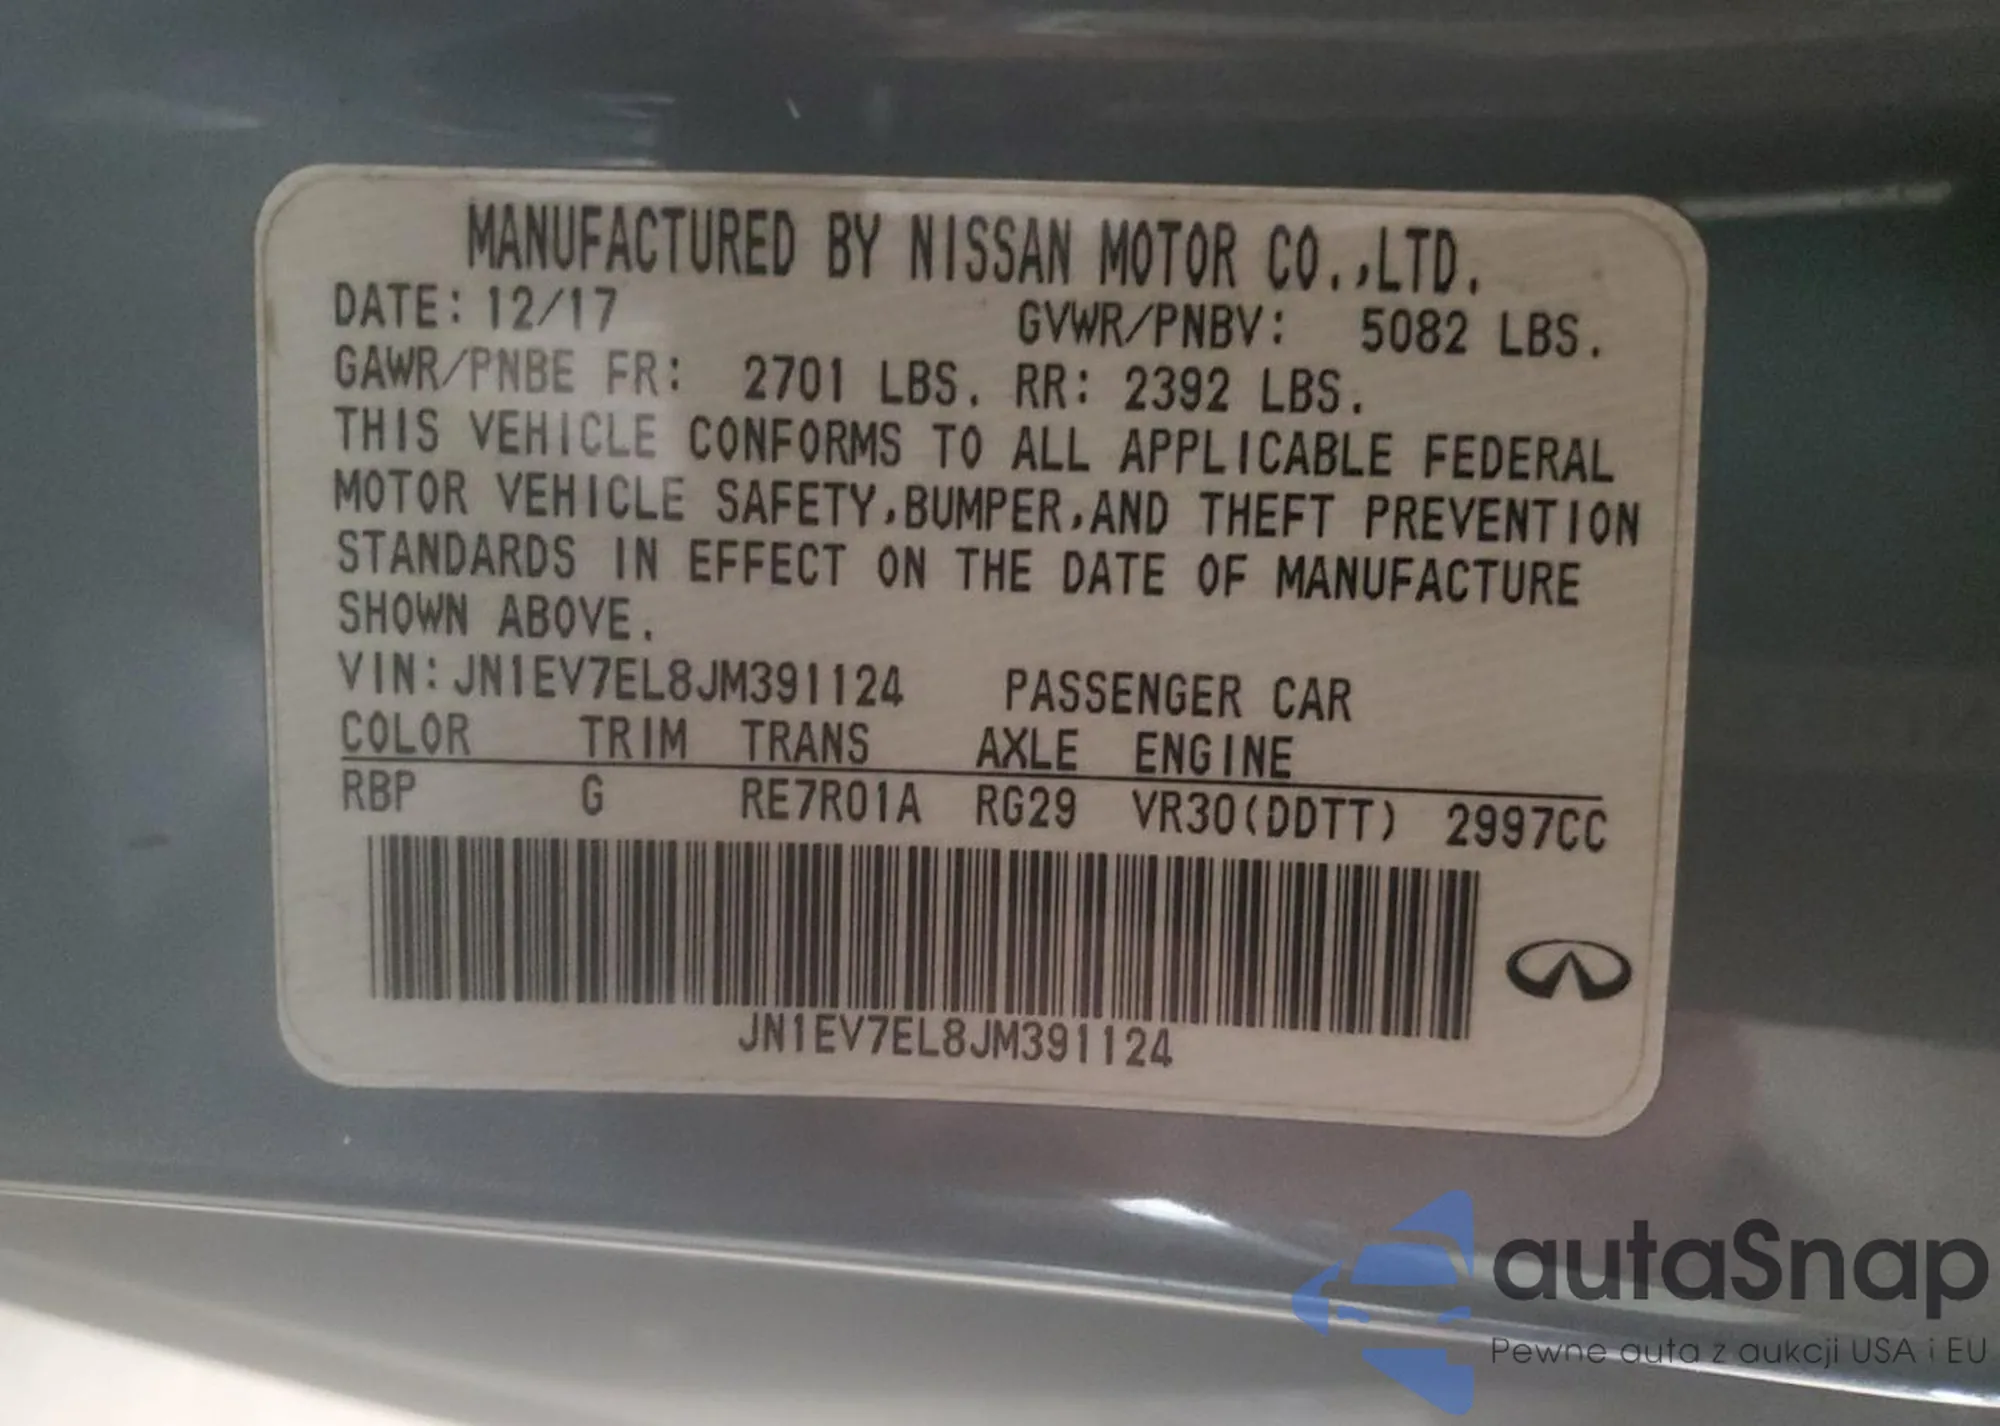 MANUFACTURED BY NISSAN MOTOR CO.,LTD.
DATE: 12/17 GVWR/PNBV: 5082 LBS.
GAWR/PNBE FR: 2701 LBS. RR: 2392 LBS.
THIS VEHICLE CONFORMS TO ALL APPLICABLE FEDERAL
MOTOR VEHICLE SAFETY,BUMPER,AND THEFT PREVENTION
STANDARDS IN EFFECT ON THE DATE OF MANUFACTURE
SHOWN ABOVE.
VIN:JN1EV7EL8JM391124 PASSENGER CAR
COLOR TRIM TRANS AXLE ENGINE
RBP G RE7R01A RG29 VR30(DDTT) 2997CC
JN1EV7EL8JM391124
autaSnap
Pewne auta z aukcji USA i EU